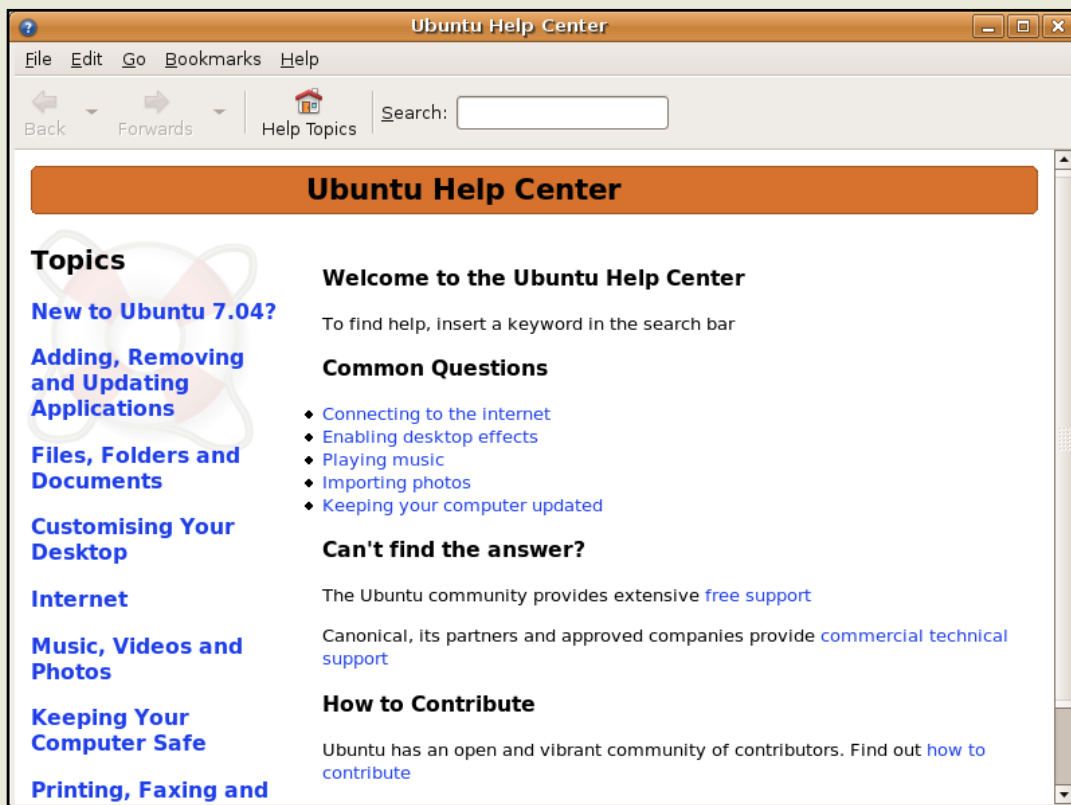 Ubuntu Help Center
File Edit Go Bookmarks Help
Back Forwards Help Topics Search:
Ubuntu Help Center
Topics
New to Ubuntu 7.04?
Adding, Removing
and Updating
Applications
Files, Folders and
Documents
Customising Your
Desktop
Internet
Music, Videos and
Photos
Keeping Your
Computer Safe
Printing, Faxing and
Welcome to the Ubuntu Help Center
To find help, insert a keyword in the search bar
Common Questions
Connecting to the internet
Enabling desktop effects
Playing music
Importing photos
Keeping your computer updated
Can't find the answer?
The Ubuntu community provides extensive free support
Canonical, its partners and approved companies provide commercial technical
support
How to Contribute
Ubuntu has an open and vibrant community of contributors. Find out how to
contribute